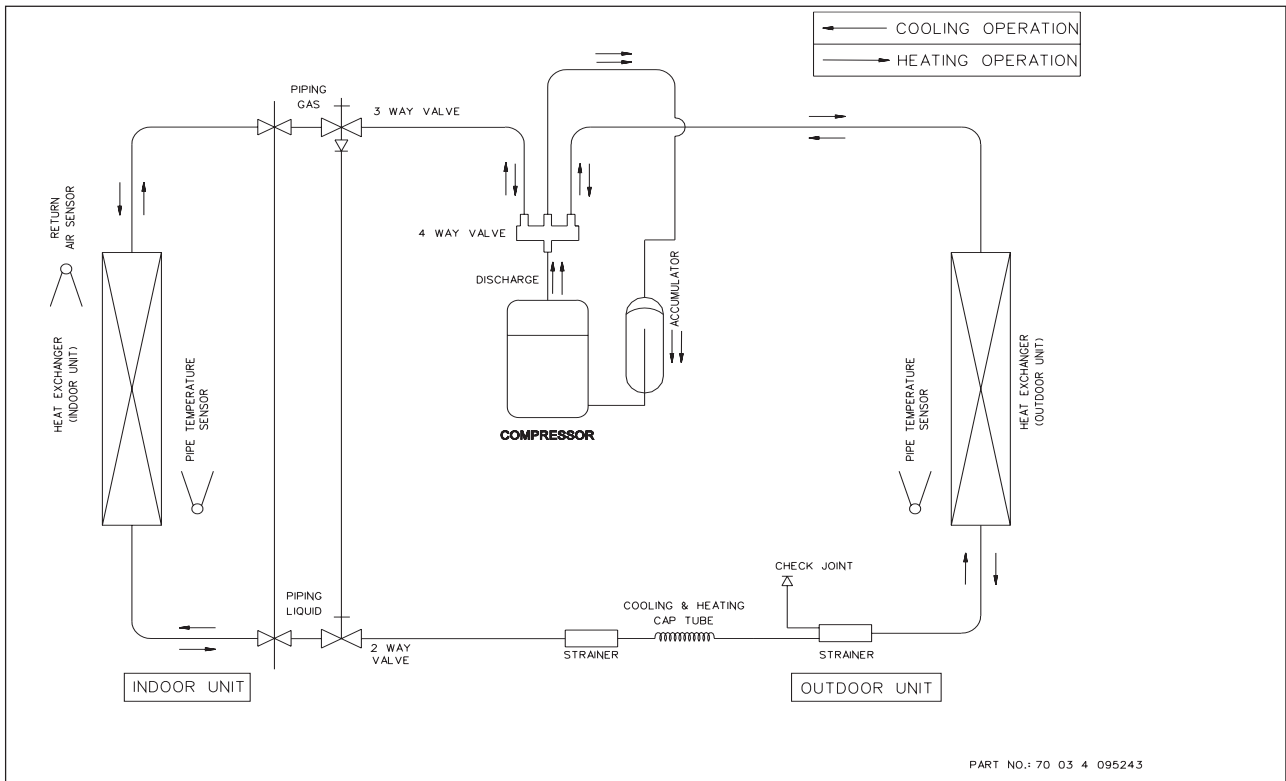 COOLING OPERATION
HEATING OPERATION
PIPING
GAS
3 WAY VALVE
RETURN
AIR SENSOR
4 WAY VALVE
DISCHARGE
ACCUMULATOR
HEAT EXCHANGER
(INDOOR UNIT)
PIPE TEMPERATURE
SENSOR
COMPRESSOR
PIPE TEMPERATURE
SENSOR
HEAT EXCHANGER
(OUTDOOR UNIT)
CHECK JOINT
PIPING
LIQUID
COOLING & HEATING
CAP TUBE
2 WAY
VALVE
STRAINER
STRAINER
INDOOR UNIT
OUTDOOR UNIT
PART NO.: 70 03 4 095243